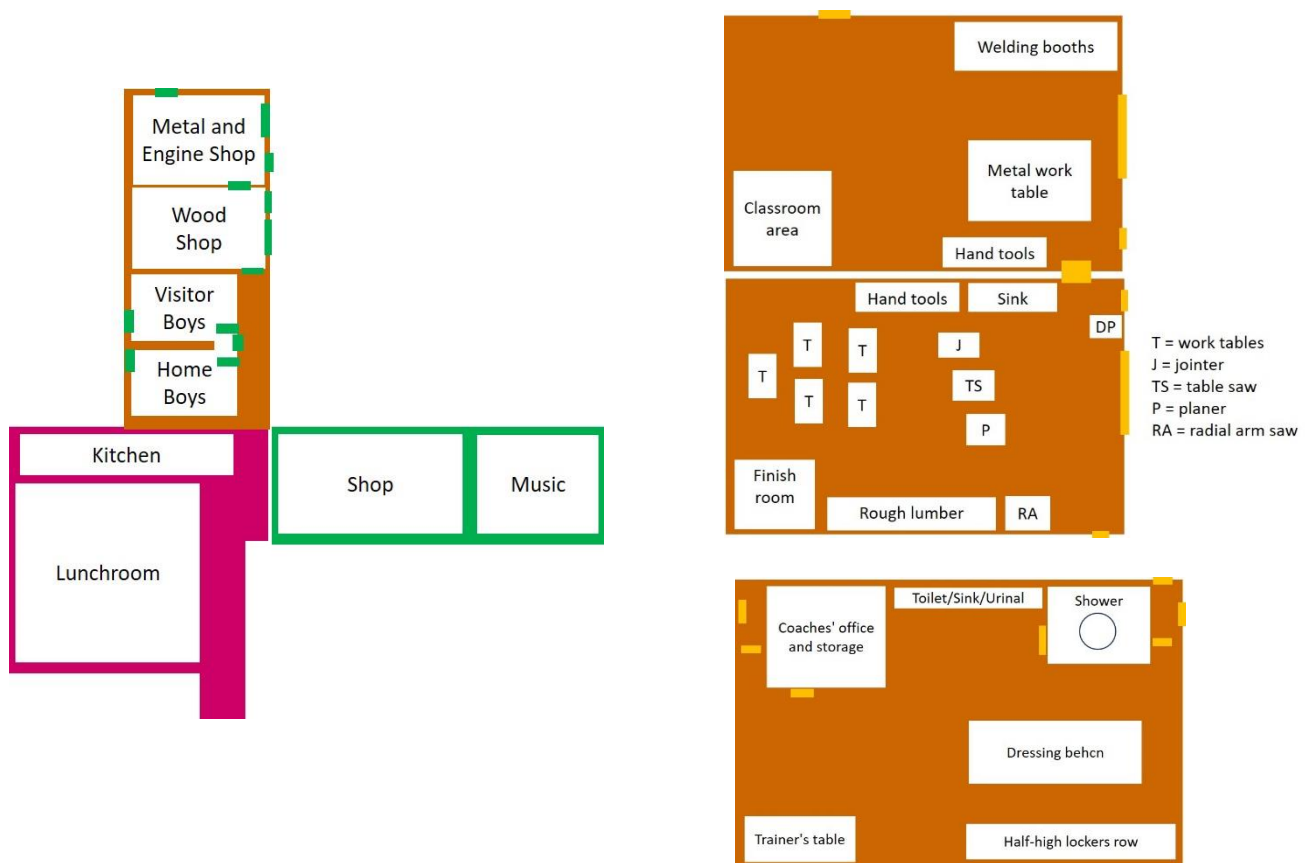 Metal and
Engine Shop
Wood
Shop
Visitor
Boys
Home
Boys
Kitchen
Lunchroom
Shop
Music
Welding booths
Metal work
table
Classroom
area
Hand tools
Hand tools
Sink
DP
T
T
T
T
T
J
TS
P
Finish
room
Rough lumber
RA
T = work tables
J = jointer
TS = table saw
P = planer
RA = radial arm saw
Coaches' office
and storage
Toilet/Sink/Urinal
Shower
Dressing behcn
Trainer's table
Half-high lockers row